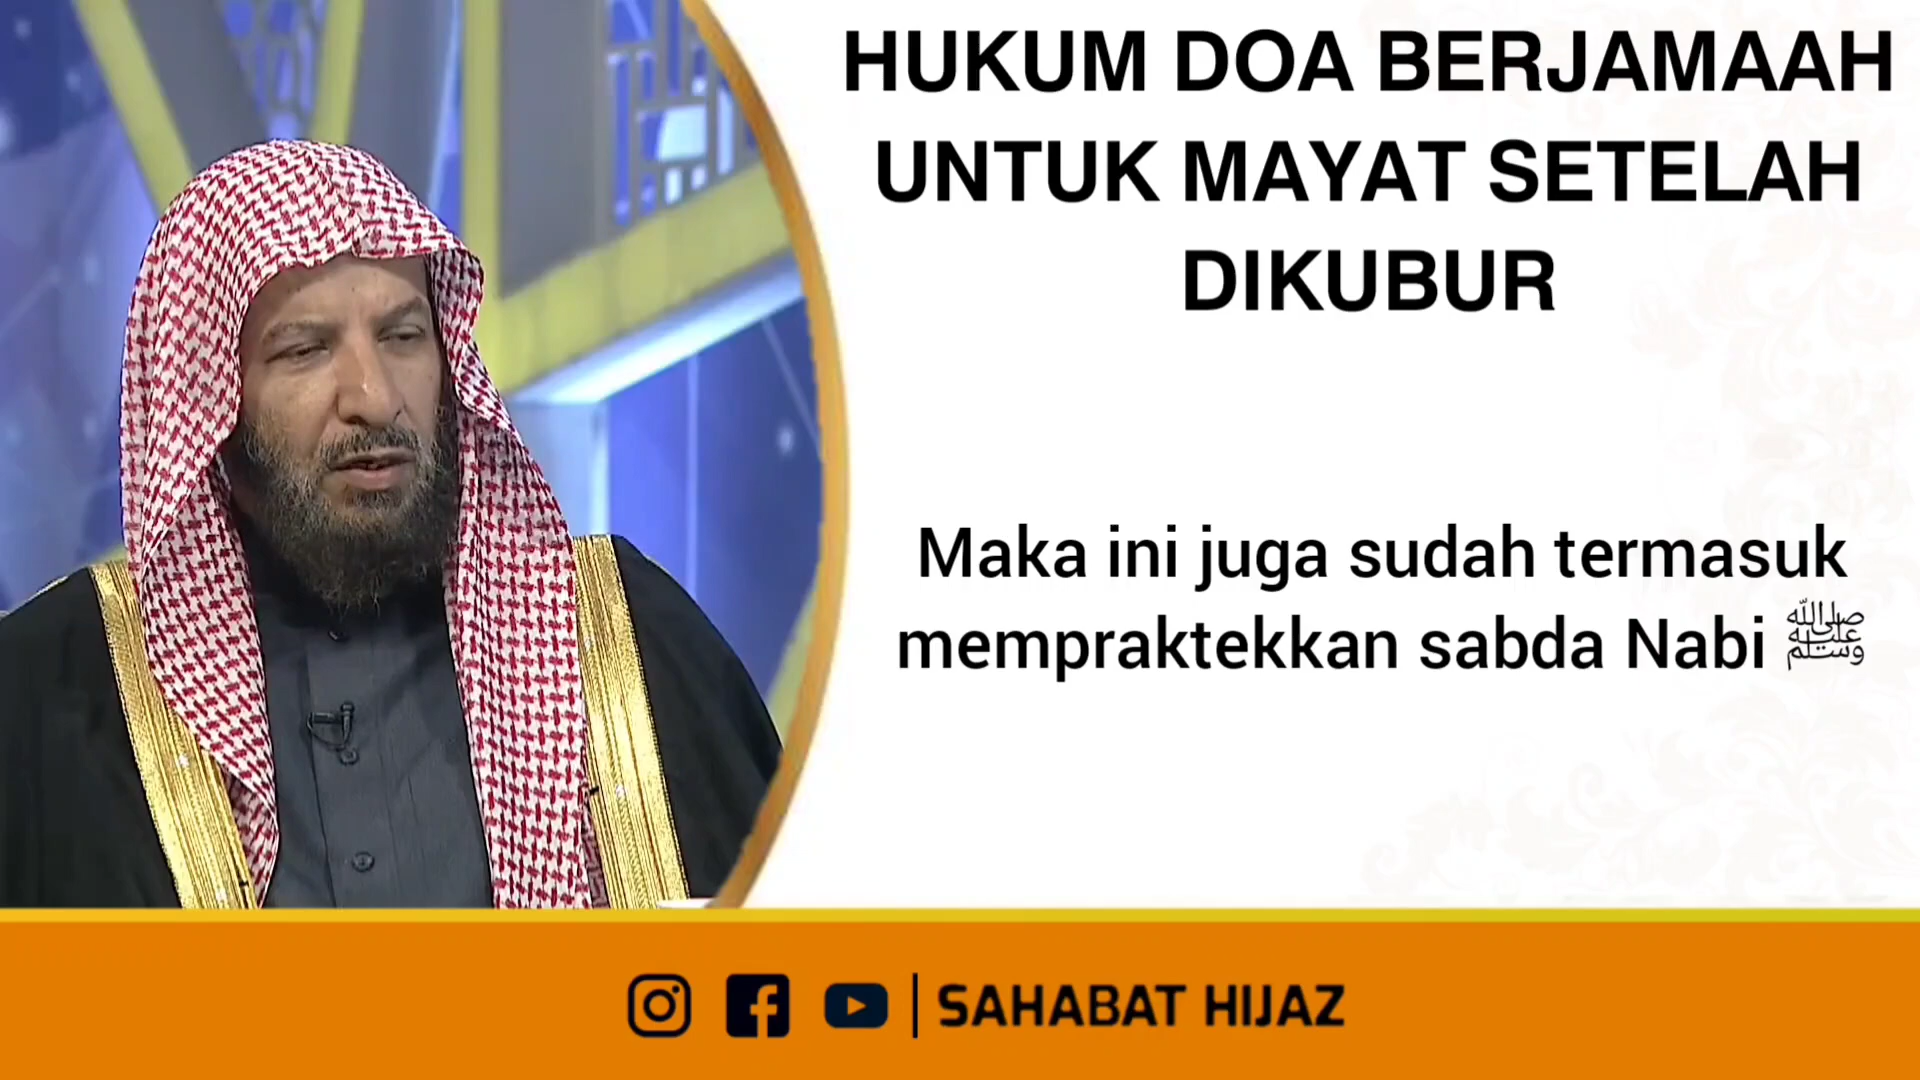 HUKUM DOA BERJAMAAH
UNTUK MAYAT SETELAH
DIKUBUR
Maka ini juga sudah termasuk
mempraktekkan sabda Nabi ﷺ
SAHABAT HIJAZ